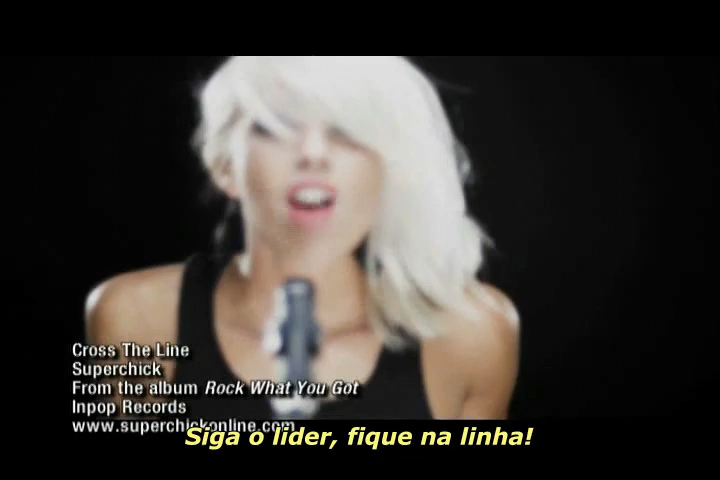 Cross The Line
Superchick
From the album Rock What You Got
Inpop Records
www.superchickonline.com
Siga o lider, fique na linha!